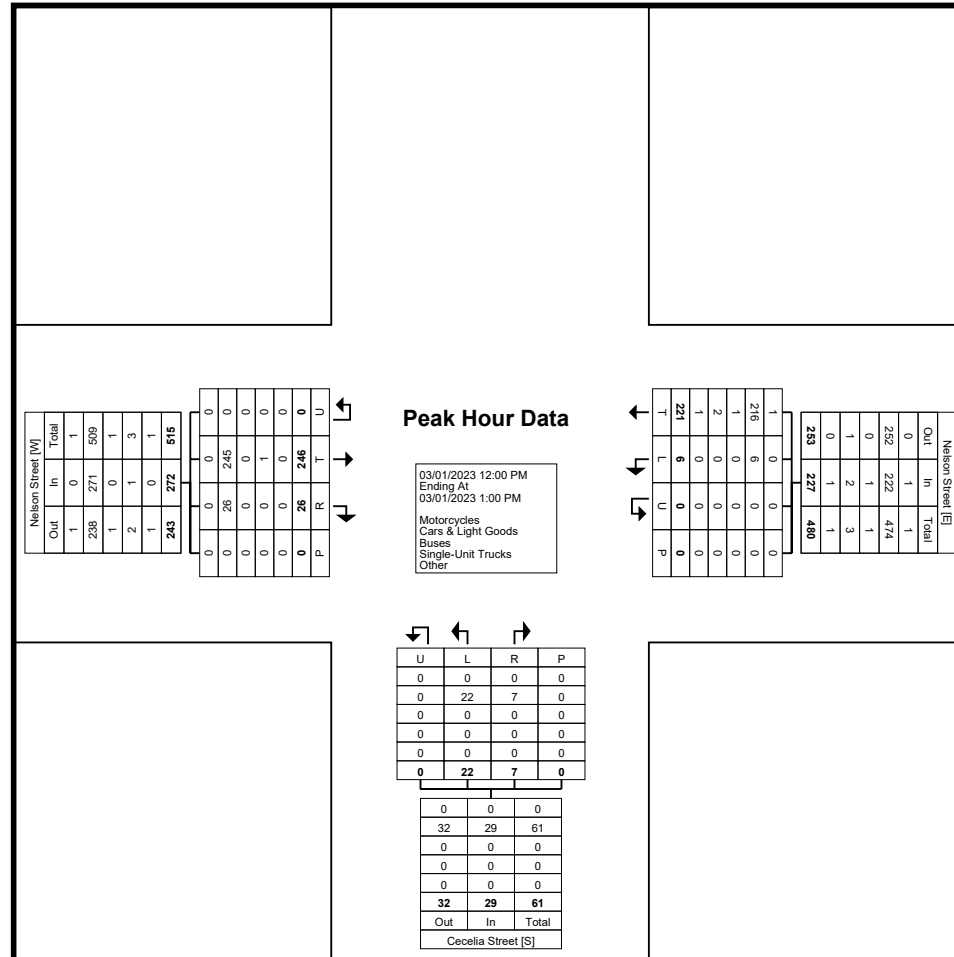 Nelson Street [W]
Out In Total
1 0 1
238 271 509
1 0 1
2 1 3
1 0 1
243 272 515
0 0 0 0
0 26 245 0
0 0 0 0
0 0 1 0
0 0 0 0
0 26 246 0
P R T U
Peak Hour Data
03/01/2023 12:00 PM
Ending At
03/01/2023 1:00 PM
Motorcycles
Cars & Light Goods
Buses
Single-Unit Trucks
Other
Nelson Street [E]
Out In Total
0 1 1
252 222 474
0 1 1
1 2 3
0 1 1
253 227 480
1 0 0 0
216 6 0 0
1 0 0 0
2 0 0 0
1 0 0 0
221 6 0 0
T L U P
U L R P
0 0 0 0
0 22 7 0
0 0 0 0
0 0 0 0
0 0 0 0
0 22 7 0
0 0 0
32 29 61
0 0 0
0 0 0
0 0 0
32 29 61
Out In Total
Cecelia Street [S]